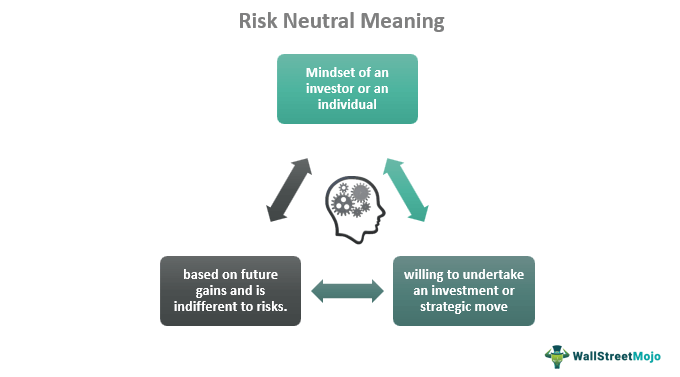 Risk Neutral Meaning
Mindset of an
investor or an
individual
based on future
gains and is
indifferent to risks.
willing to undertake
an investment or
strategic move
WallStreetMojo